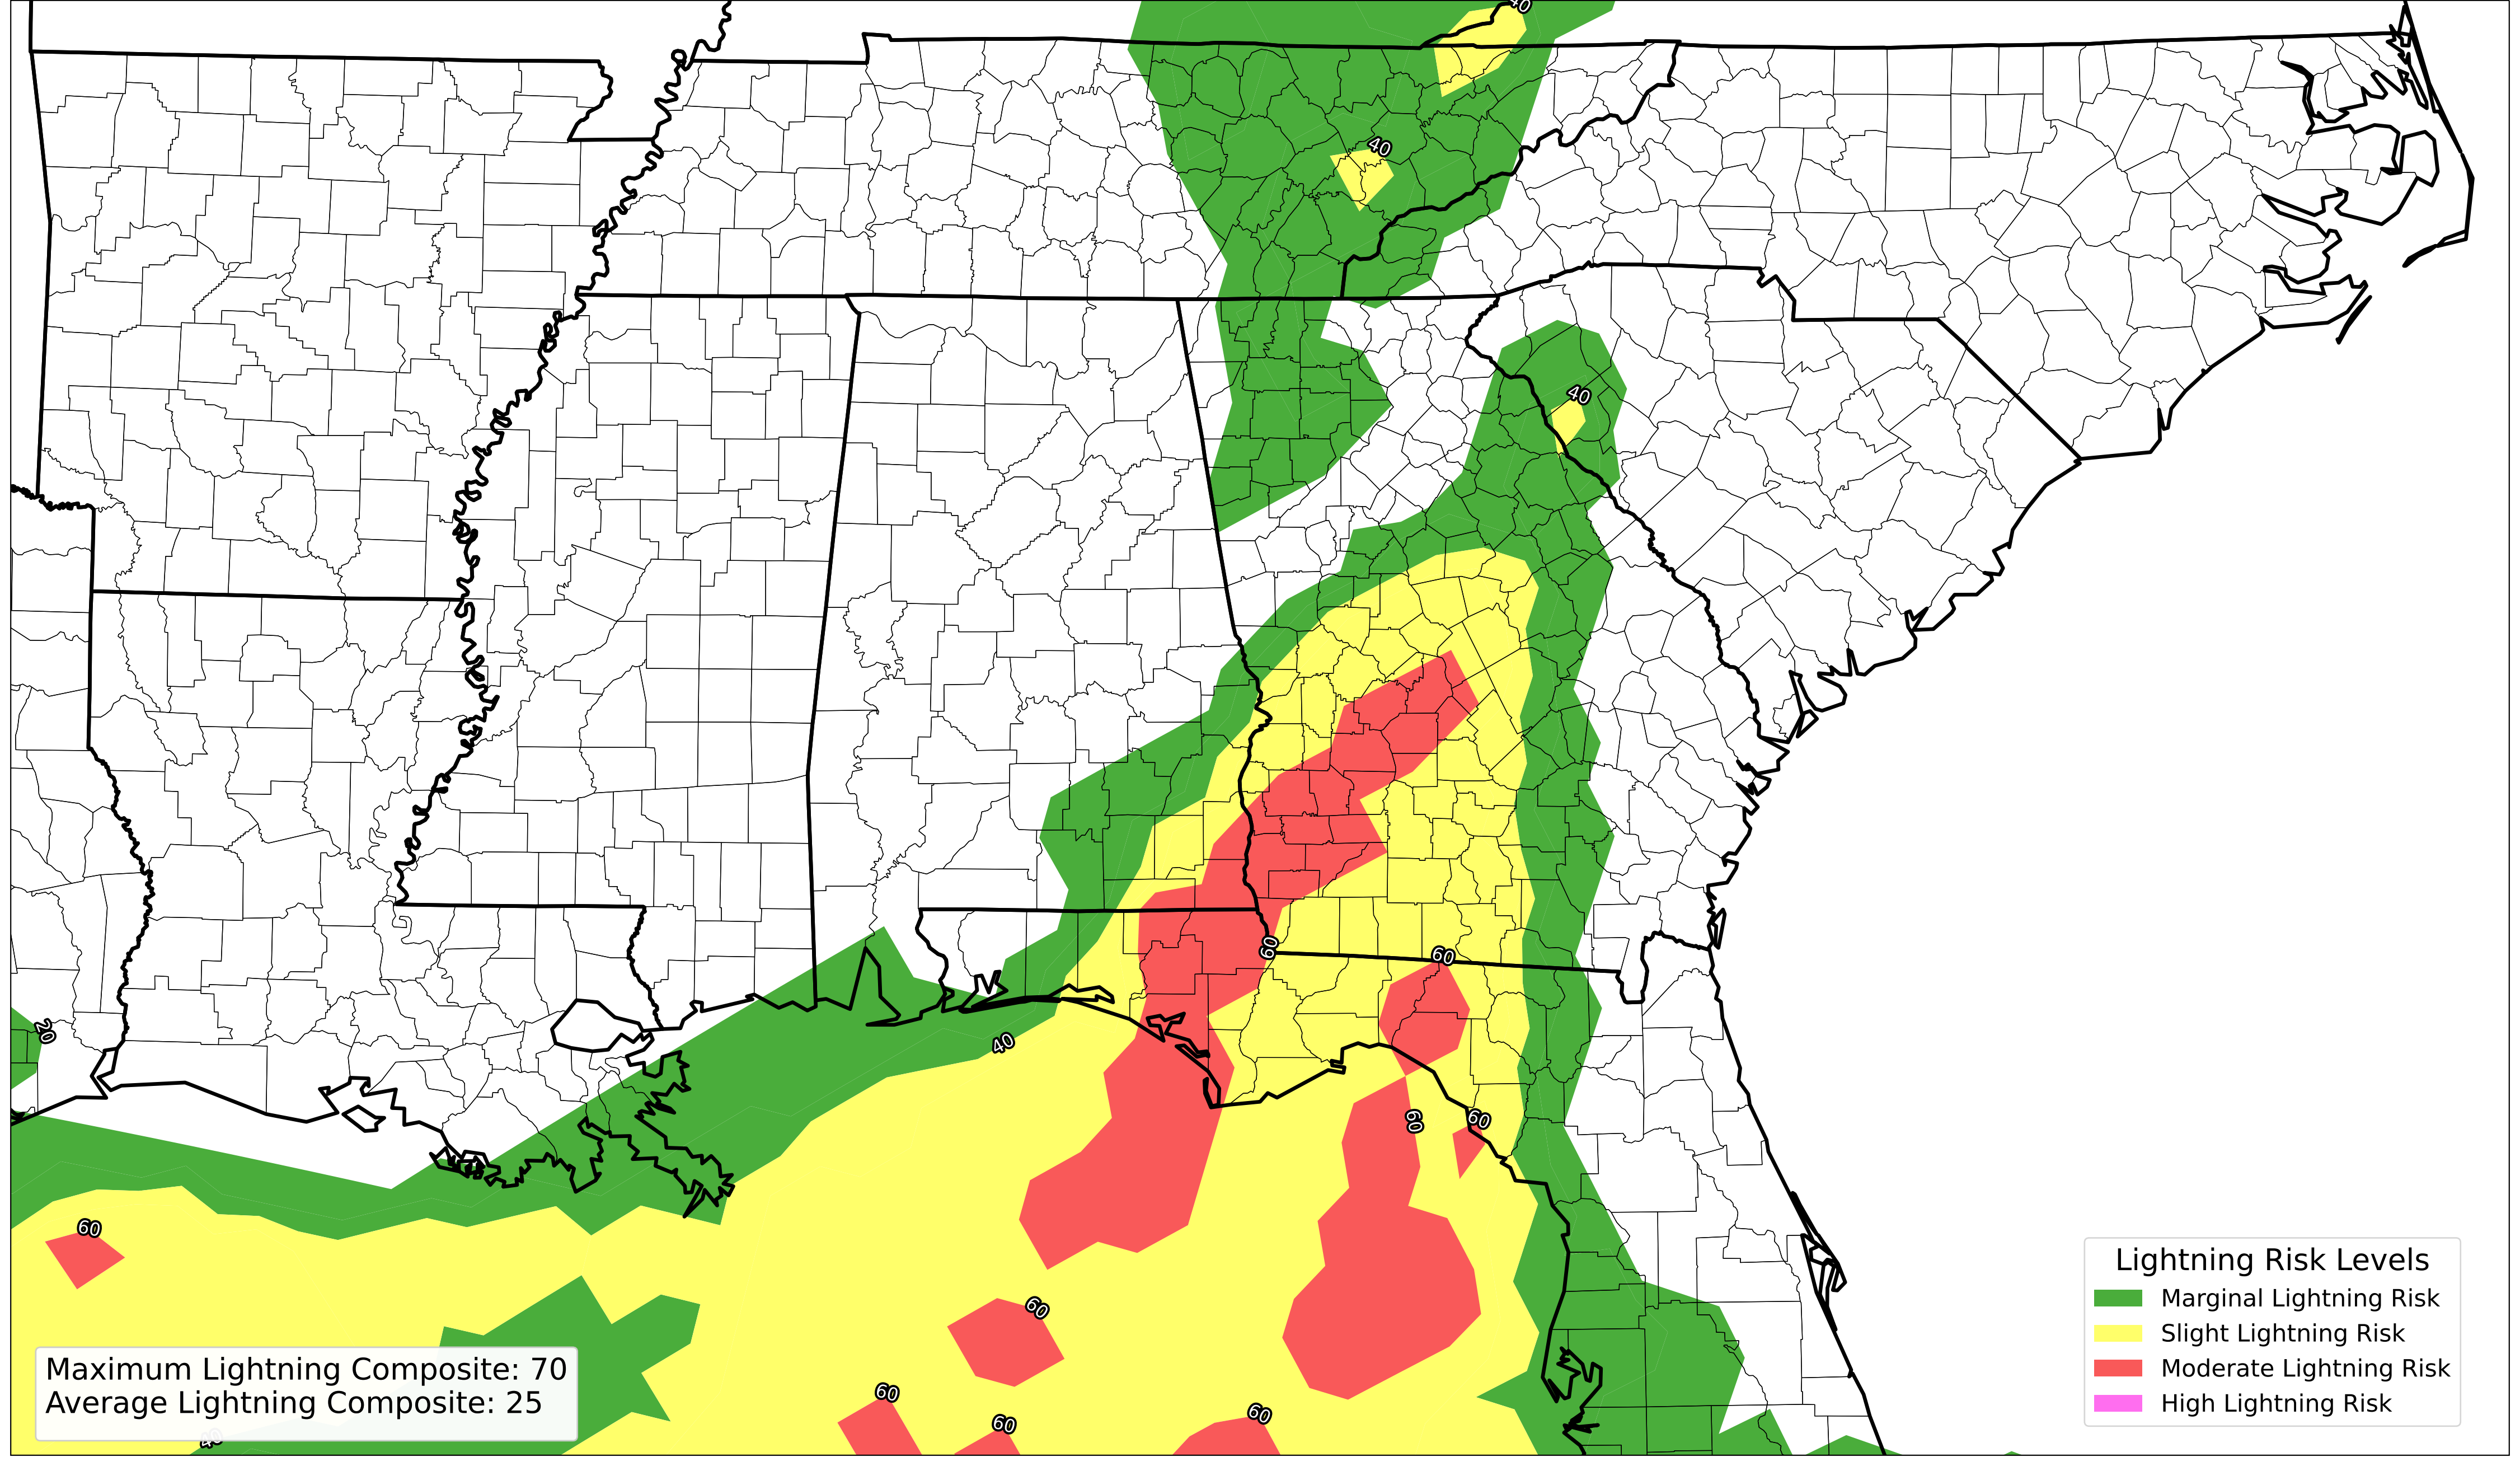 40
40
40
60
60
20
40
60
60
60
60
60
60
60
40
Maximum Lightning Composite: 70
Average Lightning Composite: 25
Lightning Risk Levels
Marginal Lightning Risk
Slight Lightning Risk
Moderate Lightning Risk
High Lightning Risk